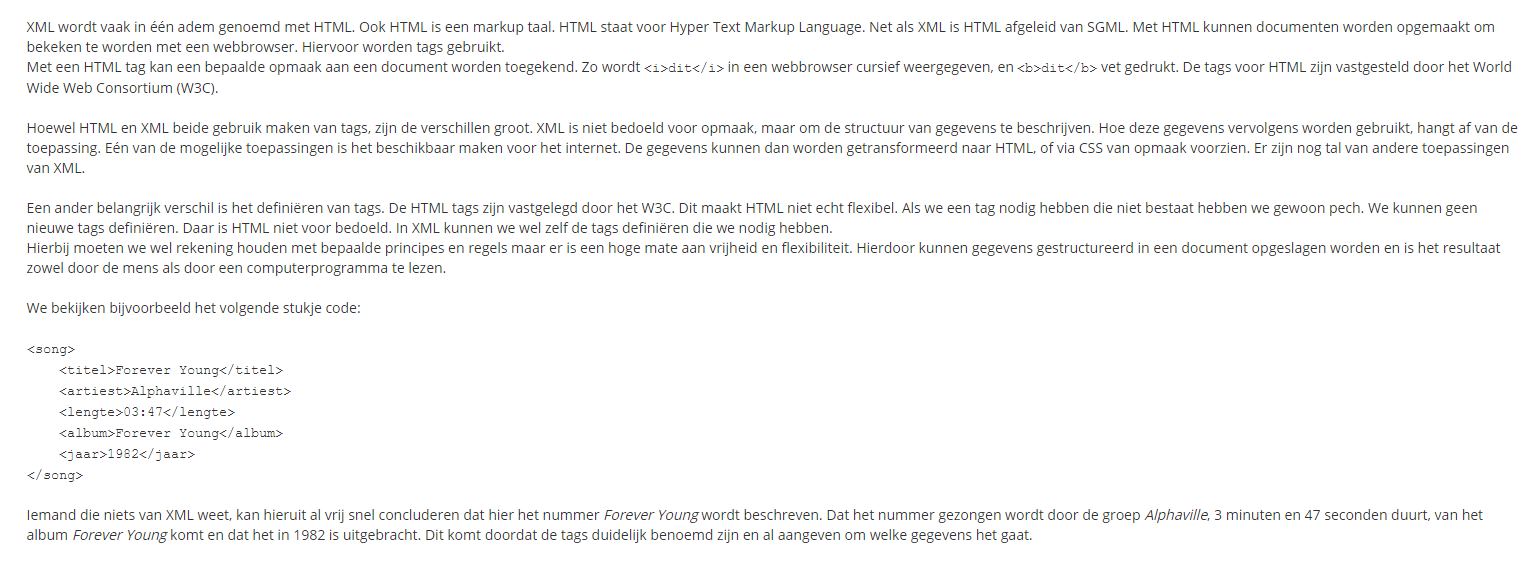 XML wordt vaak in één adem genoemd met HTML. Ook HTML is een markup taal. HTML staat voor Hyper Text Markup Language. Net als XML is HTML afgeleid van SGML. Met HTML kunnen documenten worden opgemaakt om
bekeken te worden met een webbrowser. Hiervoor worden tags gebruikt.
Met een HTML tag kan een bepaalde opmaak aan een document worden toegekend. Zo wordt <i>dit</i> in een webbrowser cursief weergegeven, en <b>dit</b> vet gedrukt. De tags voor HTML zijn vastgesteld door het World
Wide Web Consortium (W3C).

Hoewel HTML en XML beide gebruik maken van tags, zijn de verschillen groot. XML is niet bedoeld voor opmaak, maar om de structuur van gegevens te beschrijven. Hoe deze gegevens vervolgens worden gebruikt, hangt af van de
toepassing. Eén van de mogelijke toepassingen is het beschikbaar maken voor het internet. De gegevens kunnen dan worden getransformeerd naar HTML, of via CSS van opmaak voorzien. Er zijn nog tal van andere toepassingen
van XML.

Een ander belangrijk verschil is het definiëren van tags. De HTML tags zijn vastgelegd door het W3C. Dit maakt HTML niet echt flexibel. Als we een tag nodig hebben die niet bestaat hebben we gewoon pech. We kunnen geen
nieuwe tags definiëren. Daar is HTML niet voor bedoeld. In XML kunnen we wel zelf de tags definiëren die we nodig hebben.
Hierbij moeten we wel rekening houden met bepaalde principes en regels maar er is een hoge mate aan vrijheid en flexibiliteit. Hierdoor kunnen gegevens gestructureerd in een document opgeslagen worden en is het resultaat
zowel door de mens als door een computerprogramma te lezen.

We bekijken bijvoorbeeld het volgende stukje code:

<song>
    <titel>Forever Young</titel>
    <artiest>Alphaville</artiest>
    <lengte>03:47</lengte>
    <album>Forever Young</album>
    <jaar>1982</jaar>
</song>

Iemand die niets van XML weet, kan hieruit al vrij snel concluderen dat hier het nummer Forever Young wordt beschreven. Dat het nummer gezongen wordt door de groep Alphaville, 3 minuten en 47 seconden duurt, van het
album Forever Young komt en dat het in 1982 is uitgebracht. Dit komt doordat de tags duidelijk benoemd zijn en al aangeven om welke gegevens het gaat.